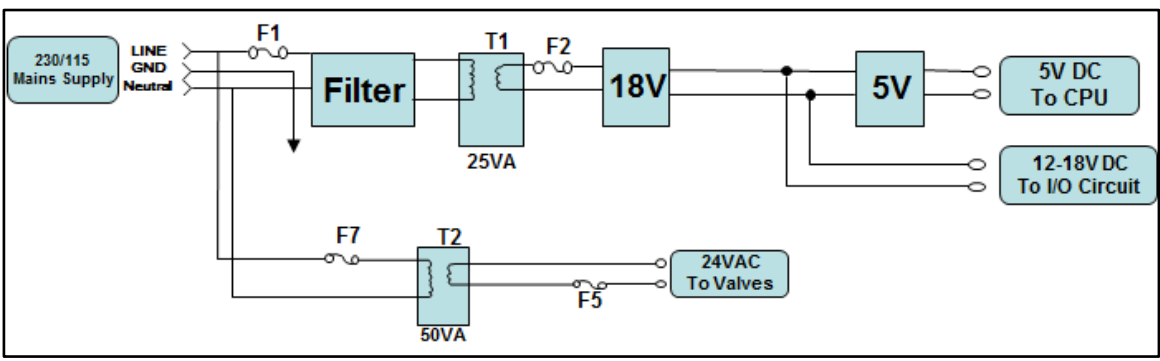 230/115
Mains Supply
LINE
GND
Neutral
F1
Filter
T1
25VA
F2
18V
5V
5V DC
To CPU
12-18V DC
To I/O Circuit
F7
T2
50VA
F5
24VAC
To Valves